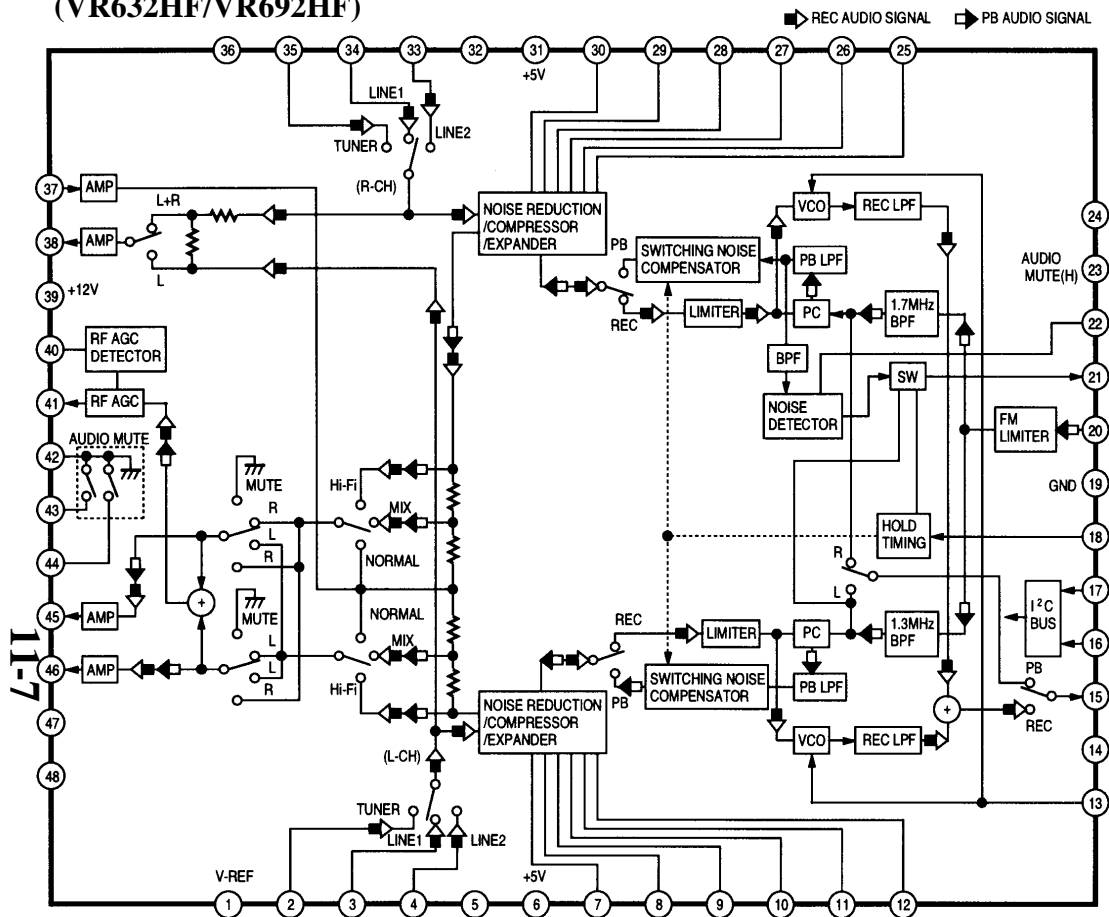 (VR632HF/VR692HF)
REC AUDIO SIGNAL PB AUDIO SIGNAL
36 35 34 33 32 31 30 29 28 27 26 25
+5V
LINE1
LINE2
TUNER
(R-CH)
37 AMP
L+R
38 AMP
L
39 +12V
40 RF AGC
DETECTOR
41 RF AGC
AUDIO MUTE
42
43
44
45 AMP
46 AMP
47
48
11-7
MUTE
R
L
R
MUTE
L
L
R
Hi-Fi
MIX
NORMAL
NORMAL
MIX
Hi-Fi
NOISE REDUCTION
/COMPRESSOR
/EXPANDER
PB
REC
SWITCHING NOISE
COMPENSATOR
VCO REC LPF
PB LPF
LIMITER
PC
1.7MHz
BPF
BPF
NOISE
DETECTOR
SW
FM
LIMITER
HOLD
TIMING
R
L
24
AUDIO
MUTE(H)
23
22
21
20
GND
19
18
17
I²C
BUS
16
PB
15
REC
14
13
REC
PB
LIMITER
PC
1.3MHz
BPF
SWITCHING NOISE
COMPENSATOR
PB LPF
+
+
VCO REC LPF
NOISE REDUCTION
/COMPRESSOR
/EXPANDER
(L-CH)
TUNER
LINE1
LINE2
V-REF
+5V
1 2 3 4 5 6 7 8 9 10 11 12